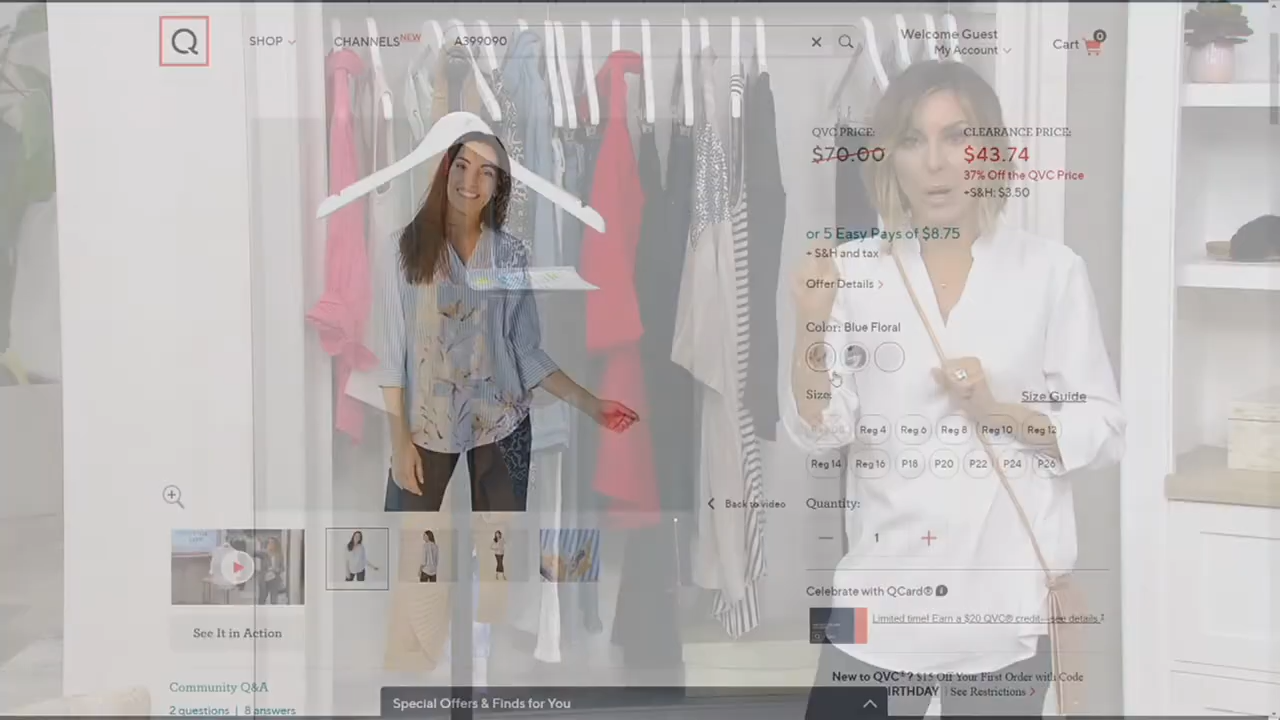 Q
SHOP
CHANNELS NEW
A399090
Welcome Guest
My Account
Cart
0
QVC PRICE:
$70.00
CLEARANCE PRICE:
$43.74
37% Off the QVC Price
+S&H: $3.50
or 5 Easy Pays of $8.75
+ S&H and tax
Offer Details
Color: Blue Floral
Size:
Size Guide
Reg 4
Reg 6
Reg 8
Reg 10
Reg 12
Reg 14
Reg 16
P18
P20
P22
P24
P26
Back to video
Quantity:
1
Celebrate with QCard®
Limited time! Earn a $20 QVC® credit—see details.
See It in Action
New to QVC®? $15 Off Your First Order with Code
BIRTHDAY | See Restrictions
Community Q&A
2 questions | 8 answers
Special Offers & Finds for You